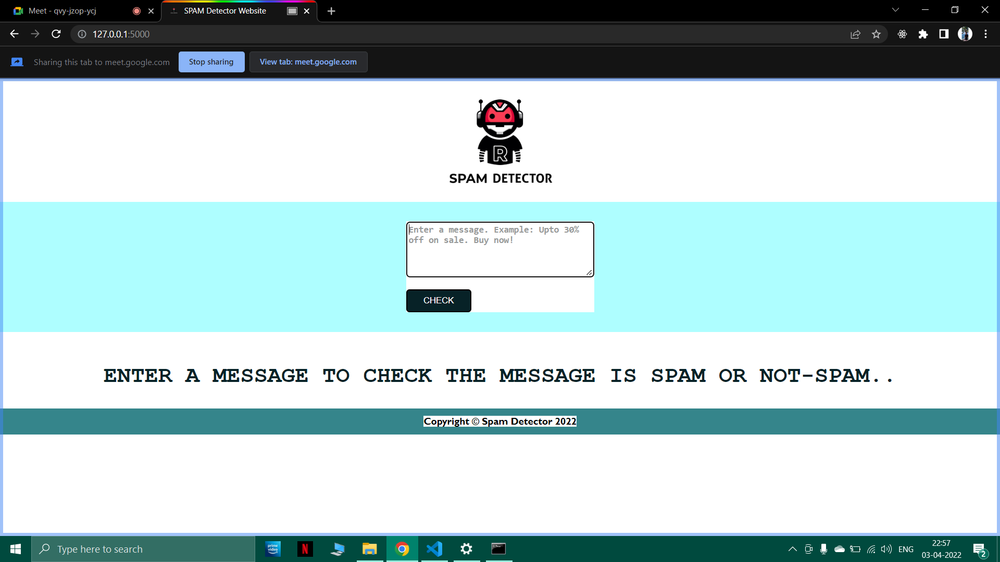 Meet - qvy-jzop-ycj
SPAM Detector Website
127.0.0.1:5000
Sharing this tab to meet.google.com
Stop sharing
View tab: meet.google.com
R
SPAM DETECTOR
Enter a message. Example: Upto 30%
off on sale. Buy now!
CHECK
ENTER A MESSAGE TO CHECK THE MESSAGE IS SPAM OR NOT-SPAM..
Copyright © Spam Detector 2022
Type here to search
prime
video
N
ENG
22:57
03-04-2022
2